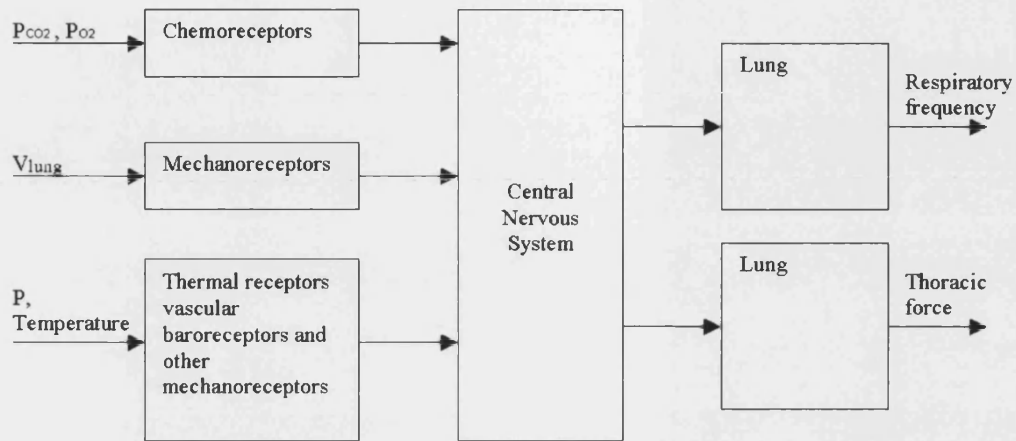 PCO2, PO2
Chemoreceptors
Vlung
Mechanoreceptors
P,
Temperature
Thermal receptors
vascular
baroreceptors and
other
mechanoreceptors
Central
Nervous
System
Lung
Respiratory
frequency
Lung
Thoracic
force